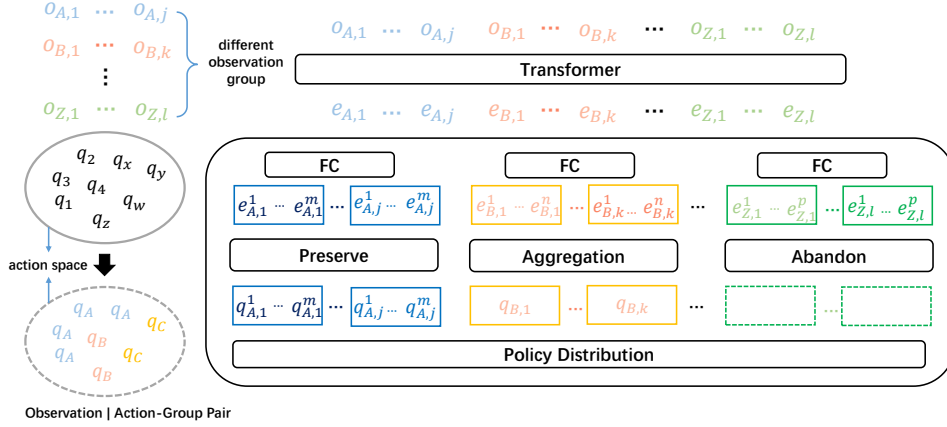 o_{A,1} ... o_{A,j}
o_{B,1} ... o_{B,k}
⋮
o_{Z,1} ... o_{Z,l}
different
observation
group
o_{A,1} ... o_{A,j} o_{B,1} ... o_{B,k} ... o_{Z,1} ... o_{Z,l}
Transformer
e_{A,1} ... e_{A,j} e_{B,1} ... e_{B,k} ... e_{Z,1} ... e_{Z,l}
q_2 q_x q_y
q_3 q_4
q_1 q_w
q_z
action space
q_A q_A q_C
q_A q_B
q_A q_C
q_B
Observation | Action-Group Pair
FC FC FC
e^1_{A,1} ... e^m_{A,1} ... e^1_{A,j} ... e^m_{A,j} e^1_{B,1} ... e^n_{B,1} ... e^1_{B,k} ... e^n_{B,k} ... e^1_{Z,1} ... e^p_{Z,1} ... e^1_{Z,l} ... e^p_{Z,l}
Preserve Aggregation Abandon
q^1_{A,1} ... q^m_{A,1} ... q^1_{A,j} ... q^m_{A,j} q_{B,1} ... q_{B,k} ... ...
Policy Distribution